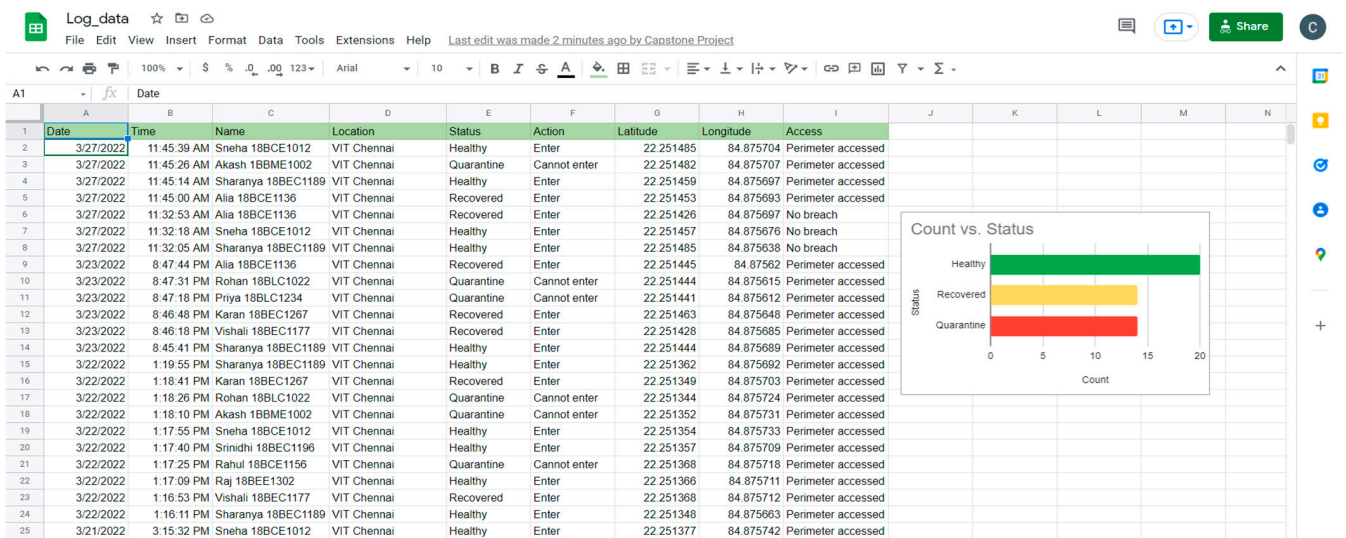 Log_data
File Edit View Insert Format Data Tools Extensions Help Last edit was made 2 minutes ago by Capstone Project
Share
C
100% $ % .0 .00 123 Arial 10 B I S A
31
A1 fx Date
A B C D E F G H I J K L M N
1 Date Time Name Location Status Action Latitude Longitude Access
2 3/27/2022 11:45:39 AM Sneha 18BCE1012 VIT Chennai Healthy Enter 22.251485 84.875704 Perimeter accessed
3 3/27/2022 11:45:26 AM Akash 1BBME1002 VIT Chennai Quarantine Cannot enter 22.251482 84.875707 Perimeter accessed
4 3/27/2022 11:45:14 AM Sharanya 18BEC1189 VIT Chennai Healthy Enter 22.251459 84.875697 Perimeter accessed
5 3/27/2022 11:45:00 AM Alia 18BCE1136 VIT Chennai Recovered Enter 22.251453 84.875693 Perimeter accessed
6 3/27/2022 11:32:53 AM Alia 18BCE1136 VIT Chennai Recovered Enter 22.251426 84.875697 No breach
7 3/27/2022 11:32:18 AM Sneha 18BCE1012 VIT Chennai Healthy Enter 22.251457 84.875676 No breach
8 3/27/2022 11:32:05 AM Sharanya 18BEC1189 VIT Chennai Healthy Enter 22.251485 84.875638 No breach
9 3/23/2022 8:47:44 PM Alia 18BCE1136 VIT Chennai Recovered Enter 22.251445 84.87562 Perimeter accessed
10 3/23/2022 8:47:31 PM Rohan 18BLC1022 VIT Chennai Quarantine Cannot enter 22.251444 84.875615 Perimeter accessed
11 3/23/2022 8:47:18 PM Priya 18BLC1234 VIT Chennai Quarantine Cannot enter 22.251441 84.875612 Perimeter accessed
12 3/23/2022 8:46:48 PM Karan 18BEC1267 VIT Chennai Recovered Enter 22.251463 84.875648 Perimeter accessed
13 3/23/2022 8:46:18 PM Vishali 18BEC1177 VIT Chennai Recovered Enter 22.251428 84.875685 Perimeter accessed
14 3/23/2022 8:45:41 PM Sharanya 18BEC1189 VIT Chennai Healthy Enter 22.251444 84.875689 Perimeter accessed
15 3/22/2022 1:19:55 PM Sharanya 18BEC1189 VIT Chennai Healthy Enter 22.251362 84.875692 Perimeter accessed
16 3/22/2022 1:18:41 PM Karan 18BEC1267 VIT Chennai Recovered Enter 22.251349 84.875703 Perimeter accessed
17 3/22/2022 1:18:26 PM Rohan 18BLC1022 VIT Chennai Quarantine Cannot enter 22.251344 84.875724 Perimeter accessed
18 3/22/2022 1:18:10 PM Akash 1BBME1002 VIT Chennai Quarantine Cannot enter 22.251352 84.875731 Perimeter accessed
19 3/22/2022 1:17:55 PM Sneha 18BCE1012 VIT Chennai Healthy Enter 22.251354 84.875733 Perimeter accessed
20 3/22/2022 1:17:40 PM Srinidhi 18BEC1196 VIT Chennai Healthy Enter 22.251357 84.875709 Perimeter accessed
21 3/22/2022 1:17:25 PM Rahul 18BCE1156 VIT Chennai Quarantine Cannot enter 22.251368 84.875718 Perimeter accessed
22 3/22/2022 1:17:09 PM Raj 18BEE1302 VIT Chennai Healthy Enter 22.251366 84.875711 Perimeter accessed
23 3/22/2022 1:16:53 PM Vishali 18BEC1177 VIT Chennai Recovered Enter 22.251368 84.875712 Perimeter accessed
24 3/22/2022 1:16:11 PM Sharanya 18BEC1189 VIT Chennai Healthy Enter 22.251348 84.875663 Perimeter accessed
25 3/21/2022 3:15:32 PM Sneha 18BCE1012 VIT Chennai Healthy Enter 22.251377 84.875742 Perimeter accessed
Count vs. Status
Status
Healthy
Recovered
Quarantine
0 5 10 15 20
Count